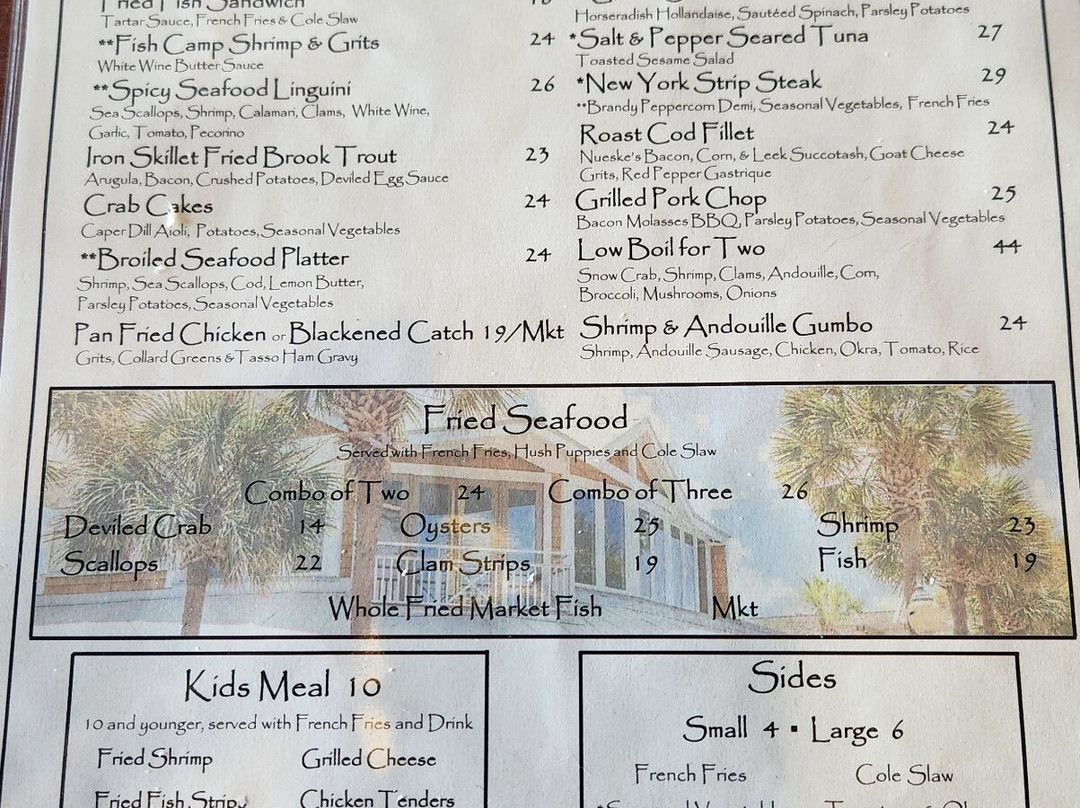 Fried Fish Sandwich
Tartar Sauce, French Fries & Cole Slaw
**Fish Camp Shrimp & Grits 24
White Wine Butter Sauce
**Spicy Seafood Linguini 26
Sea Scallops, Shrimp, Calamari, Clams, White Wine,
Garlic, Tomato, Pecorino
Iron Skillet Fried Brook Trout 23
Arugula, Bacon, Crushed Potatoes, Deviled Egg Sauce
Crab Cakes 24
Caper Dill Aioli, Potatoes, Seasonal Vegetables
**Broiled Seafood Platter 24
Shrimp, Sea Scallops, Cod, Lemon Butter,
Parsley Potatoes, Seasonal Vegetables
Pan Fried Chicken or Blackened Catch 19/Mkt
Grits, Collard Greens & Tasso Ham Gravy
Horseradish Hollandaise, Sautéed Spinach, Parsley Potatoes
*Salt & Pepper Seared Tuna 27
Toasted Sesame Salad
*New York Strip Steak 29
**Brandy Peppercorn Demi, Seasonal Vegetables, French Fries
Roast Cod Fillet 24
Nueske's Bacon, Corn, & Leek Succotash, Goat Cheese
Grits, Red Pepper Gastrique
Grilled Pork Chop 25
Bacon Molasses BBQ, Parsley Potatoes, Seasonal Vegetables
Low Boil for Two 44
Snow Crab, Shrimp, Clams, Andouille, Corn,
Broccoli, Mushrooms, Onions
Shrimp & Andouille Gumbo 24
Shrimp, Andouille Sausage, Chicken, Okra, Tomato, Rice
Fried Seafood
Served with French Fries, Hush Puppies and Cole Slaw
Combo of Two 24 Combo of Three 26
Deviled Crab 14 Oysters 25 Shrimp 23
Scallops 22 Clam Strips 19 Fish 19
Whole Fried Market Fish Mkt
Kids Meal 10
10 and younger, served with French Fries and Drink
Fried Shrimp Grilled Cheese
Fried Fish Strips Chicken Tenders
Sides
Small 4 ▪ Large 6
French Fries Cole Slaw